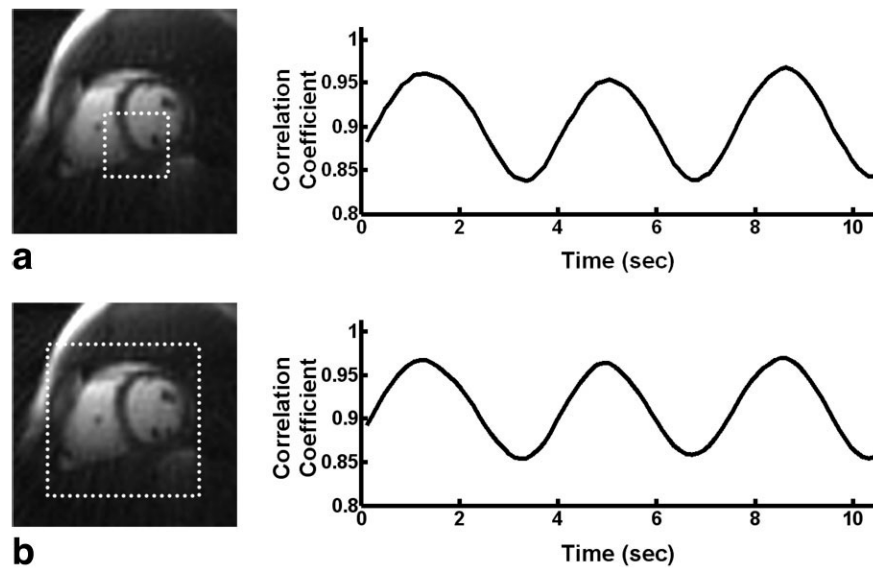 1
0.95
0.9
0.85
0.8
Correlation
Coefficient
0 2 4 6 8 10
Time (sec)
a
1
0.95
0.9
0.85
0.8
Correlation
Coefficient
0 2 4 6 8 10
Time (sec)
b